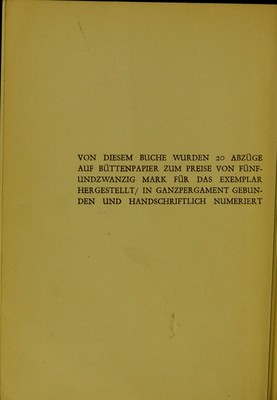 VON DIESEM BUCHE WURDEN 20 ABZÜGE
AUF BÜTTENPAPIER ZUM PREISE VON FÜNF-
UNDZWANZIG MARK FÜR DAS EXEMPLAR
HERGESTELLT/ IN GANZPERGAMENT GEBUN-
DEN UND HANDSCHRIFTLICH NUMERIERT